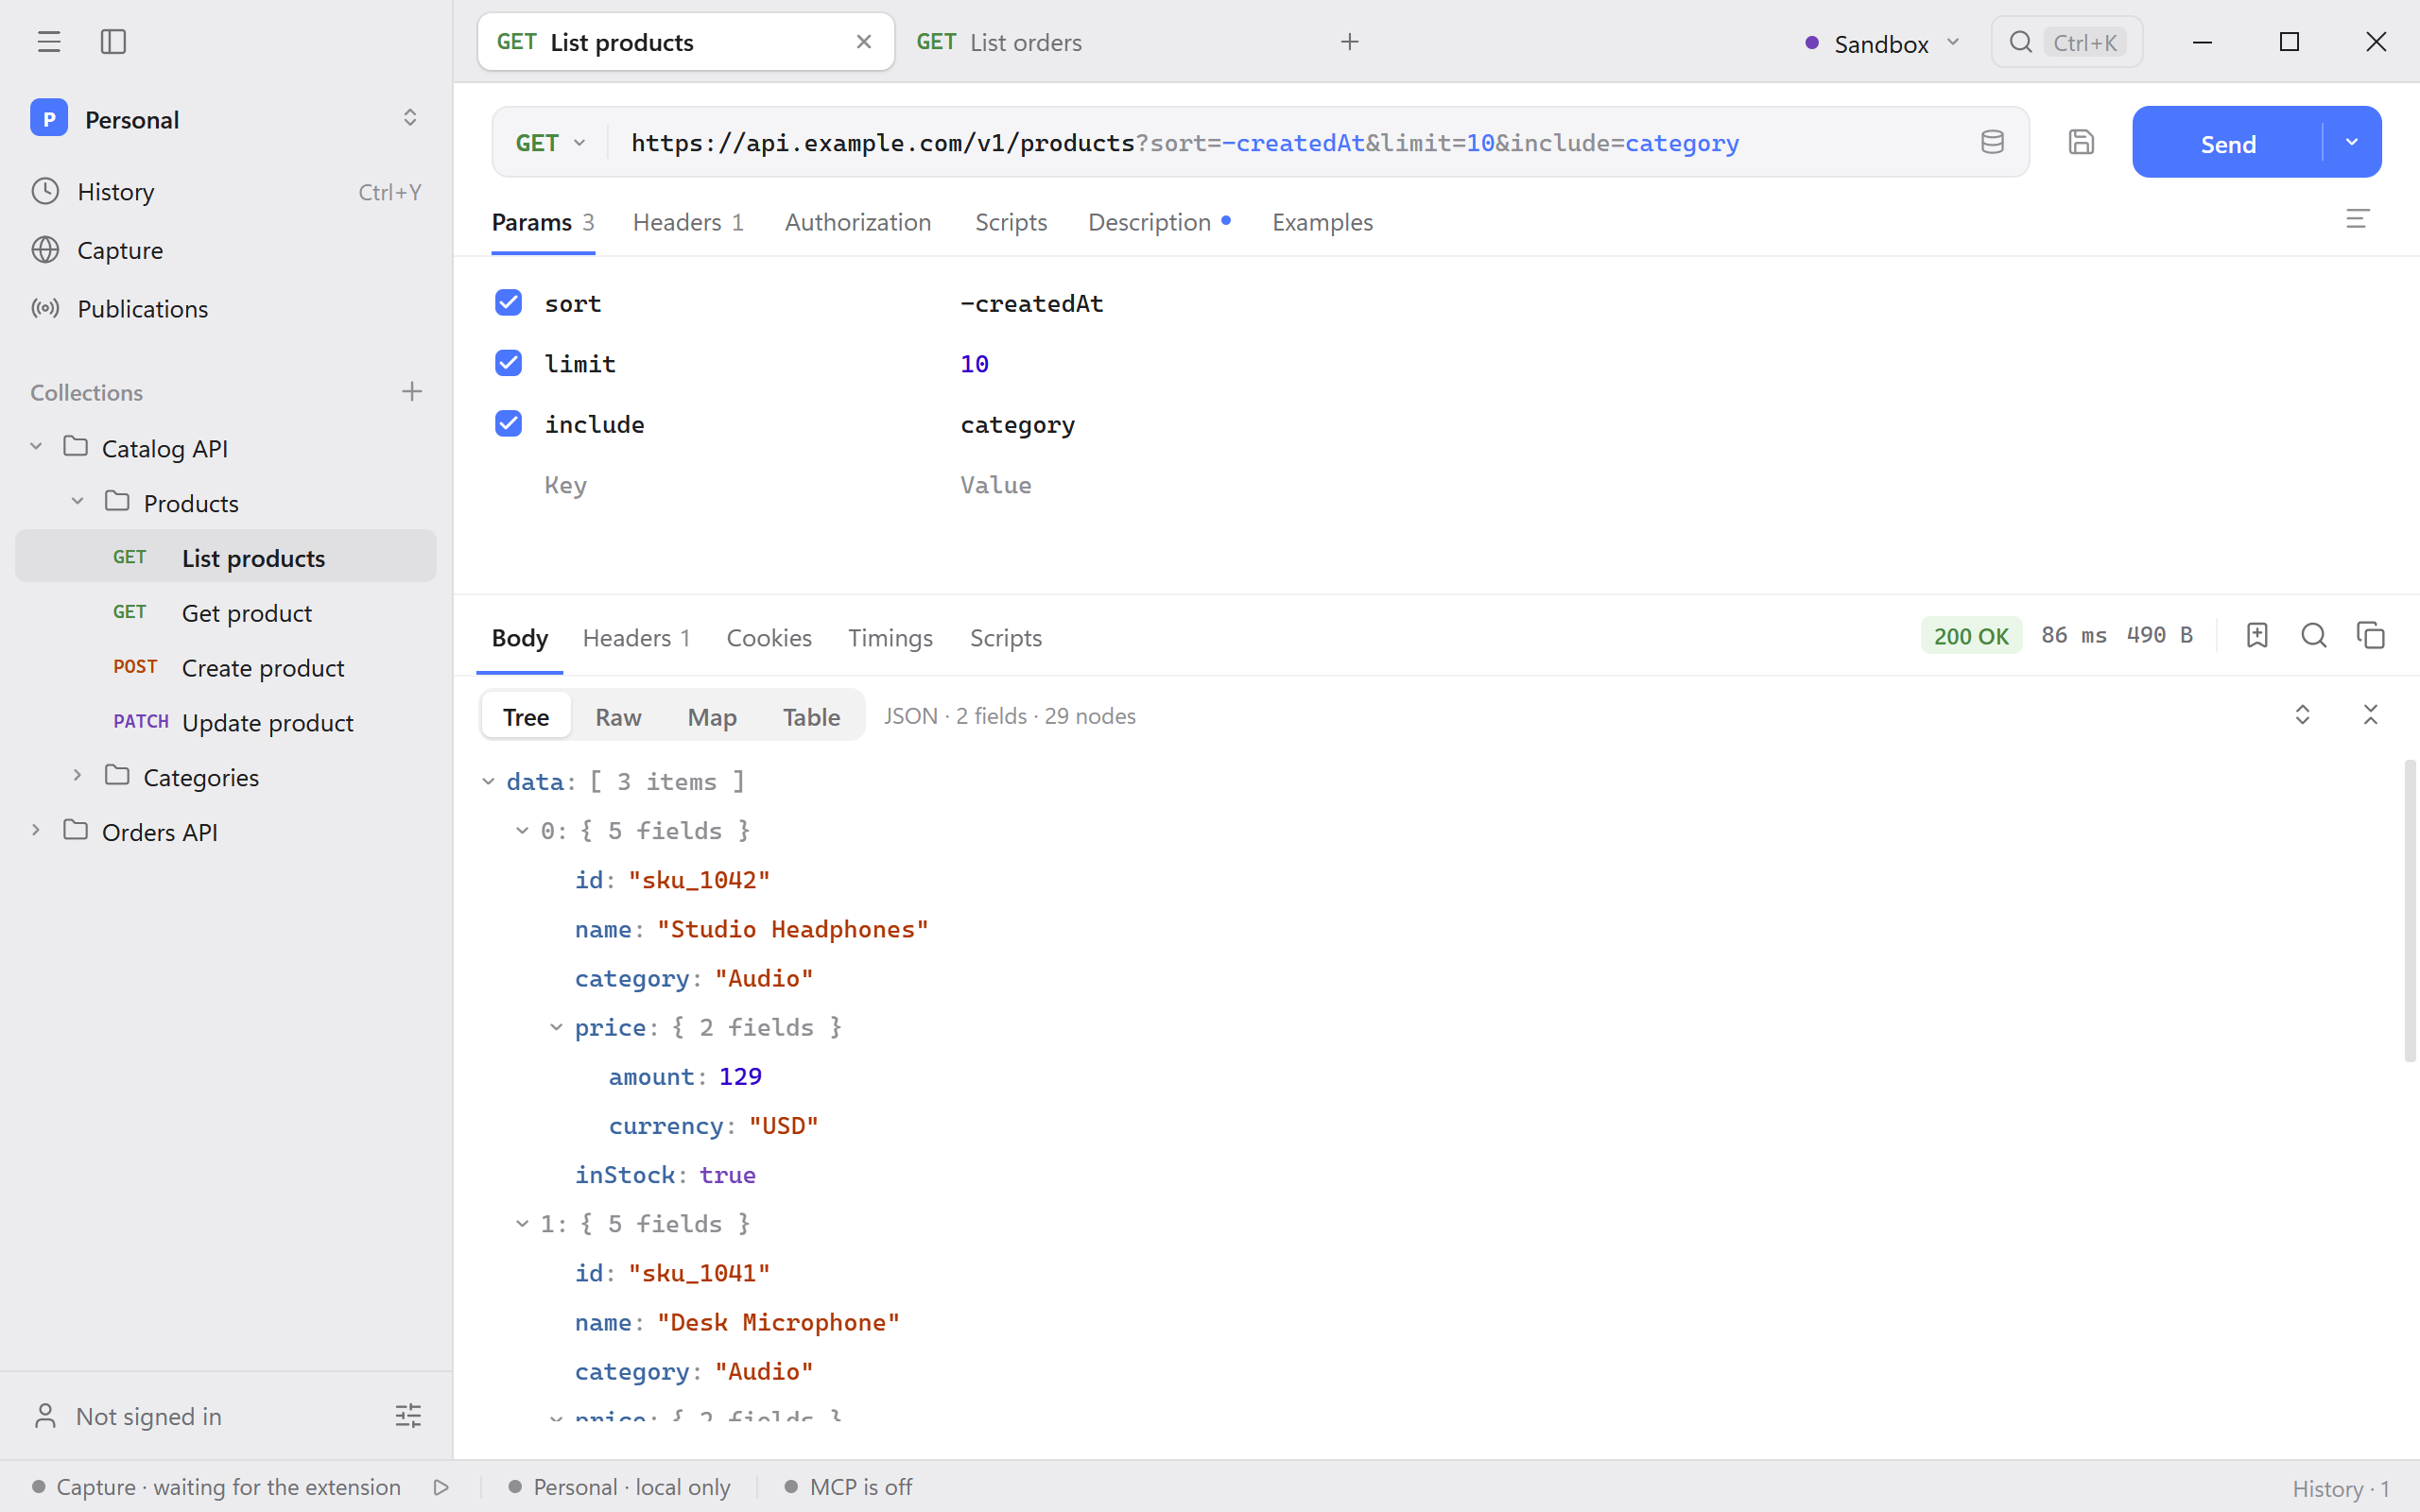 GET List products
GET List orders
Sandbox
Ctrl+K
P Personal
History Ctrl+Y
Capture
Publications
Collections
Catalog API
Products
GET List products
GET Get product
POST Create product
PATCH Update product
Categories
Orders API
Not signed in
GET https://api.example.com/v1/products?sort=-createdAt&limit=10&include=category
Send
Params 3 Headers 1 Authorization Scripts Description Examples
sort -createdAt
limit 10
include category
Key Value
Body Headers 1 Cookies Timings Scripts
200 OK 86 ms 490 B
Tree Raw Map Table JSON · 2 fields · 29 nodes
data: [ 3 items ]
0: { 5 fields }
id: "sku_1042"
name: "Studio Headphones"
category: "Audio"
price: { 2 fields }
amount: 129
currency: "USD"
inStock: true
1: { 5 fields }
id: "sku_1041"
name: "Desk Microphone"
category: "Audio"
price: { 2 fields }
Capture · waiting for the extension
Personal · local only
MCP is off
History · 1